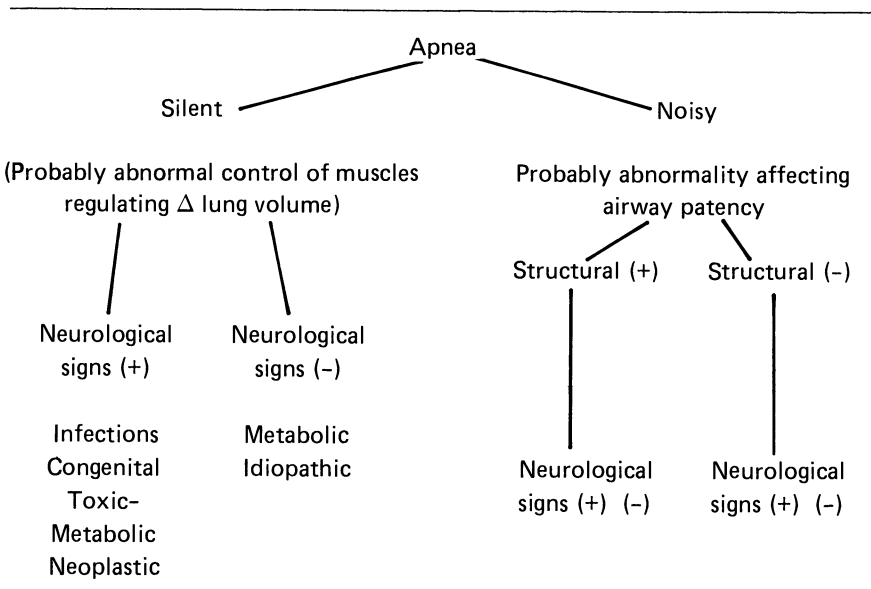 Apnea
Silent
Noisy
(Probably abnormal control of muscles
regulating Δ lung volume)
Probably abnormality affecting
airway patency
Structural (+)
Structural (–)
Neurological
signs (+)
Neurological
signs (–)
Infections
Congenital
Toxic–
Metabolic
Neoplastic
Metabolic
Idiopathic
Neurological
signs (+) (–)
Neurological
signs (+) (–)